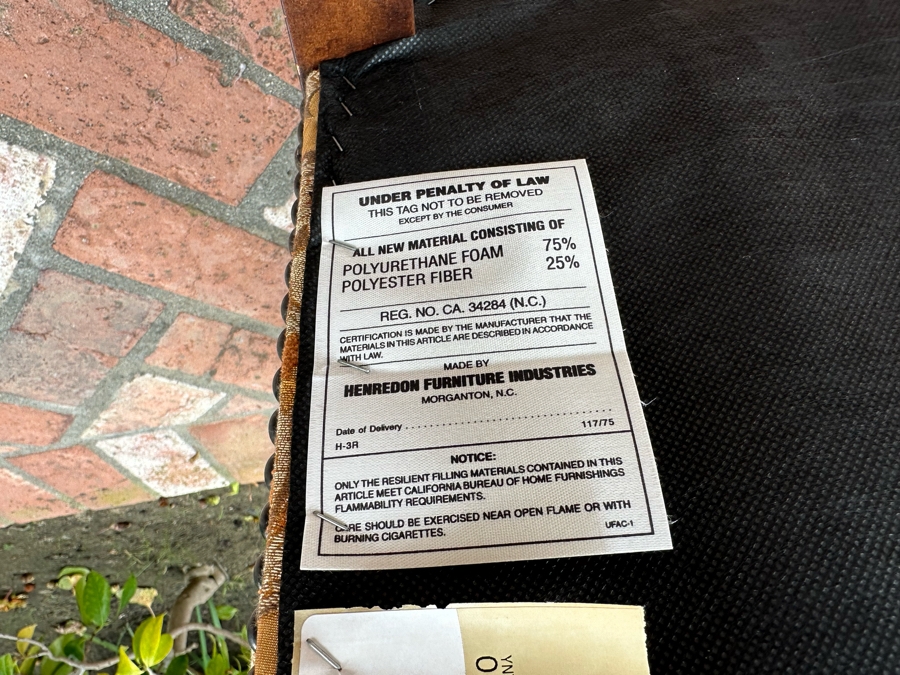 UNDER PENALTY OF LAW
THIS TAG NOT TO BE REMOVED
EXCEPT BY THE CONSUMER
ALL NEW MATERIAL CONSISTING OF
POLYURETHANE FOAM 75%
POLYESTER FIBER 25%
REG. NO. CA. 34284 (N.C.)
CERTIFICATION IS MADE BY THE MANUFACTURER THAT THE
MATERIALS IN THIS ARTICLE ARE DESCRIBED IN ACCORDANCE
WITH LAW.
MADE BY
HENREDON FURNITURE INDUSTRIES
MORGANTON, N.C.
Date of Delivery
H-3R 117/75
NOTICE:
ONLY THE RESILIENT FILLING MATERIALS CONTAINED IN THIS
ARTICLE MEET CALIFORNIA BUREAU OF HOME FURNISHINGS
FLAMMABILITY REQUIREMENTS.
CARE SHOULD BE EXERCISED NEAR OPEN FLAME OR WITH
BURNING CIGARETTES. UFAC-1
YN
O